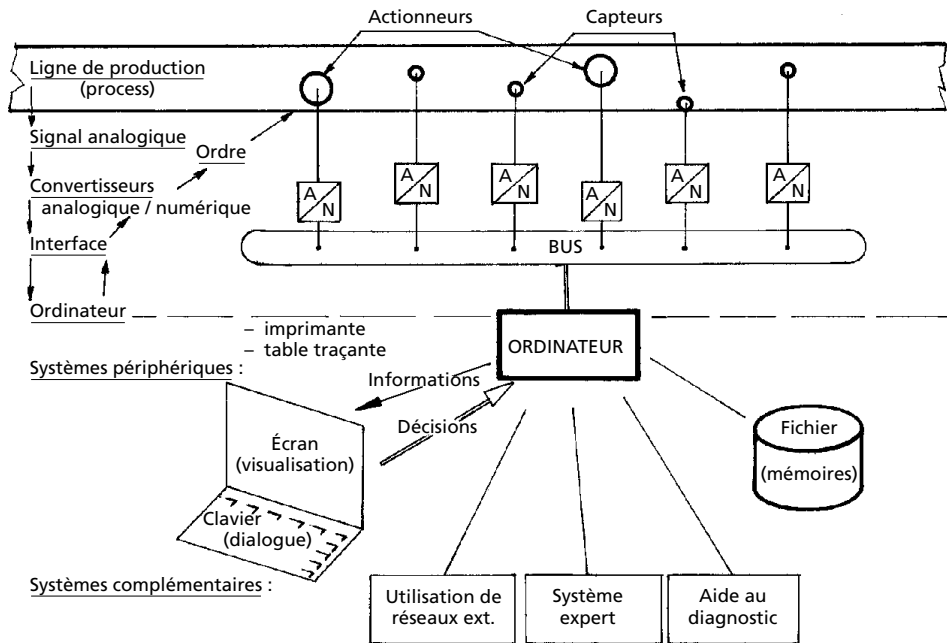 Actionneurs
Capteurs
Ligne de production
(process)
Signal analogique
Ordre
Convertisseurs
analogique / numérique
A
N
A
N
A
N
A
N
A
N
A
N
Interface
BUS
Ordinateur
– imprimante
– table traçante
ORDINATEUR
Systèmes périphériques :
Informations
Décisions
Écran
(visualisation)
Fichier
(mémoires)
Clavier
(dialogue)
Systèmes complémentaires :
Utilisation de
réseaux ext.
Système
expert
Aide au
diagnostic